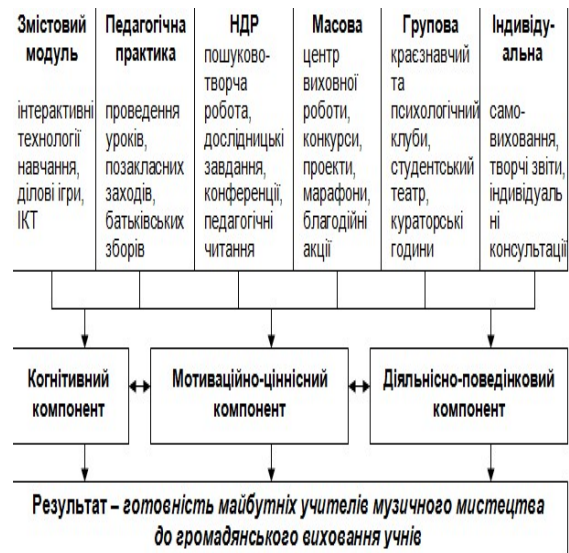 Змістовий
модуль
інтерактивні
технології
навчання,
ділові ігри,
ІКТ
Педагогічна
практика
проведення
уроків,
позакласних
заходів,
батьківських
зборів
НДР
пошуково-
творча
робота,
дослідницькі
завдання,
конференції,
педагогічні
читання
Масова
центр
виховної
роботи,
конкурси,
проекти,
марафони,
благодійні
акції
Групова
краєзнавчий
та
психологічний
клуби,
студентський
театр,
кураторські
години
Індивіду-
альна
само-
виховання,
творчі звіти,
індивідуаль
ні
консультації
Когнитивний
компонент
Мотиваційно-ціннісний
компонент
Діяльнісно-поведінковий
компонент
Результат – готовність майбутніх учителів музичного мистецтва
до громадянського виховання учнів